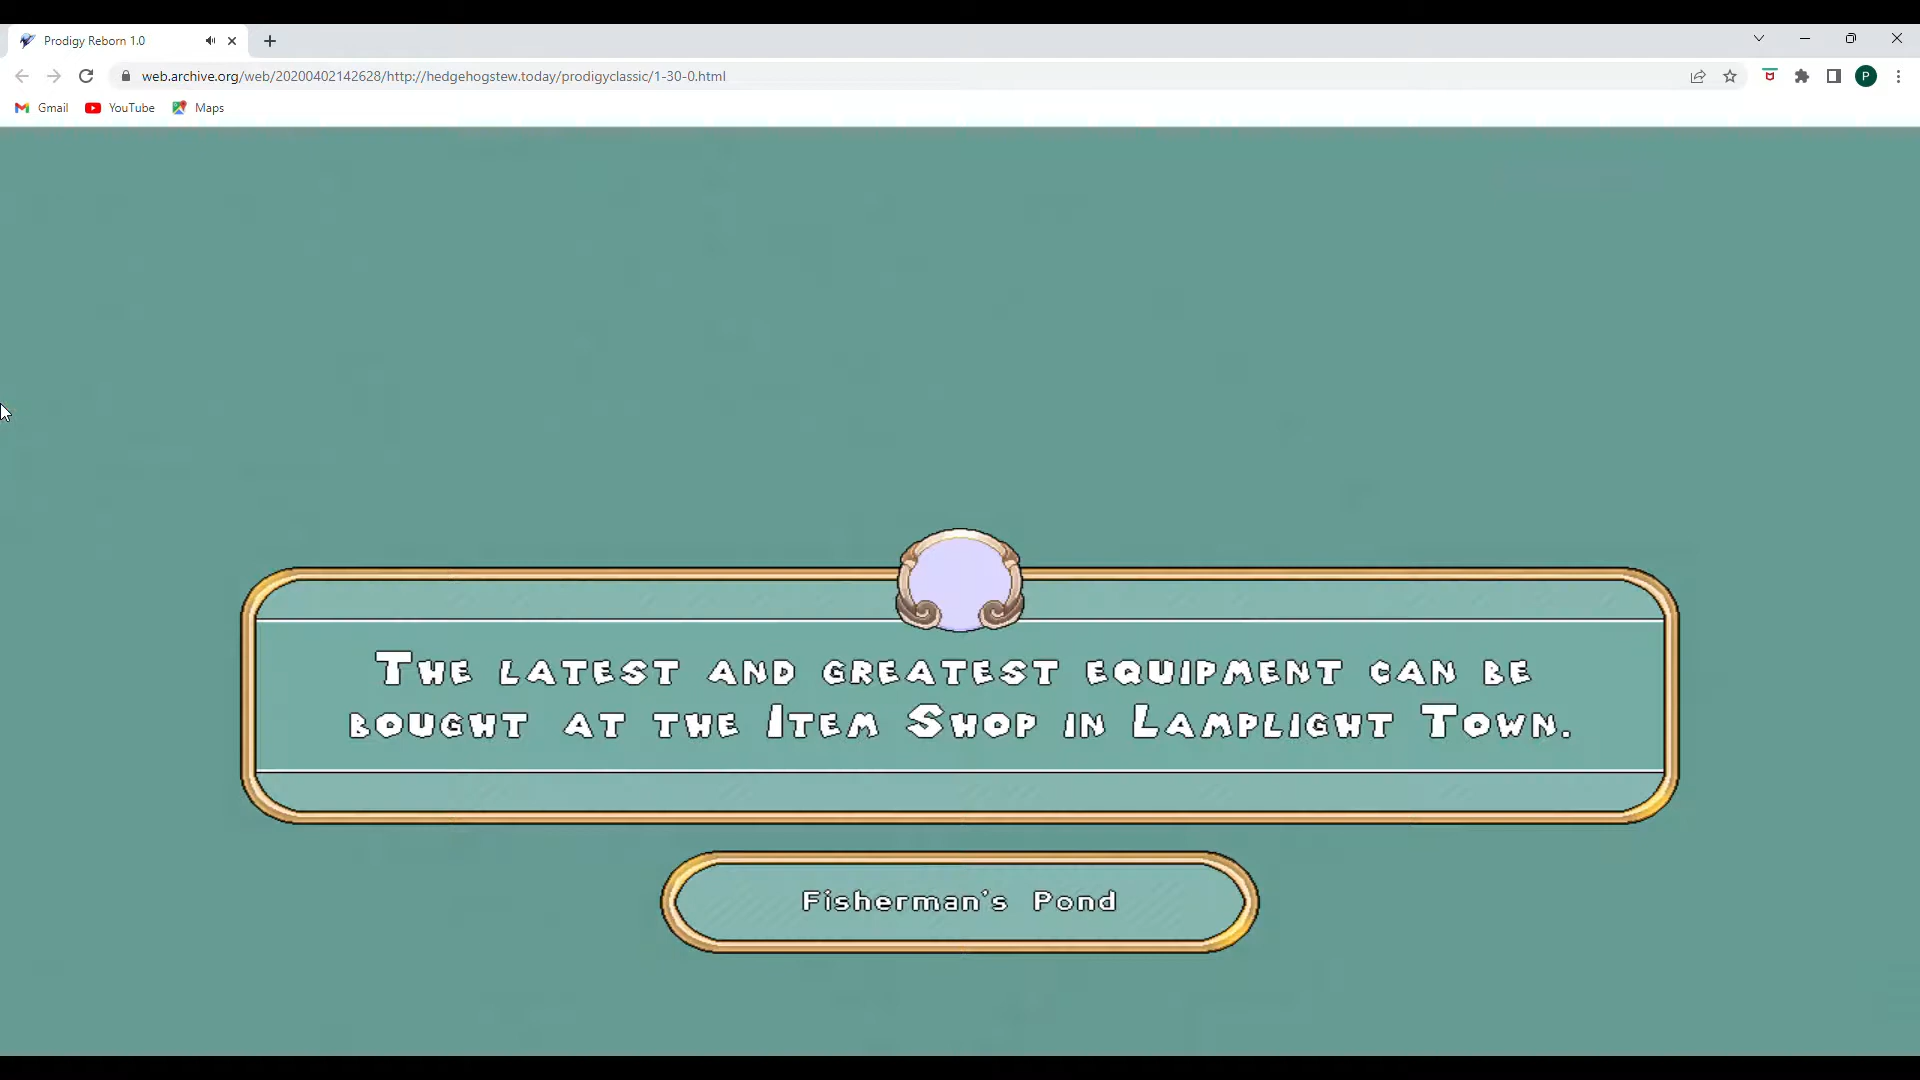 Prodigy Reborn 1.0
web.archive.org/web/20200402142628/http://hedgehogstew.today/prodigyclassic/1-30-0.html
P
Gmail YouTube Maps
The latest and greatest equipment can be
bought at the Item Shop in Lamplight Town.
Fisherman's Pond